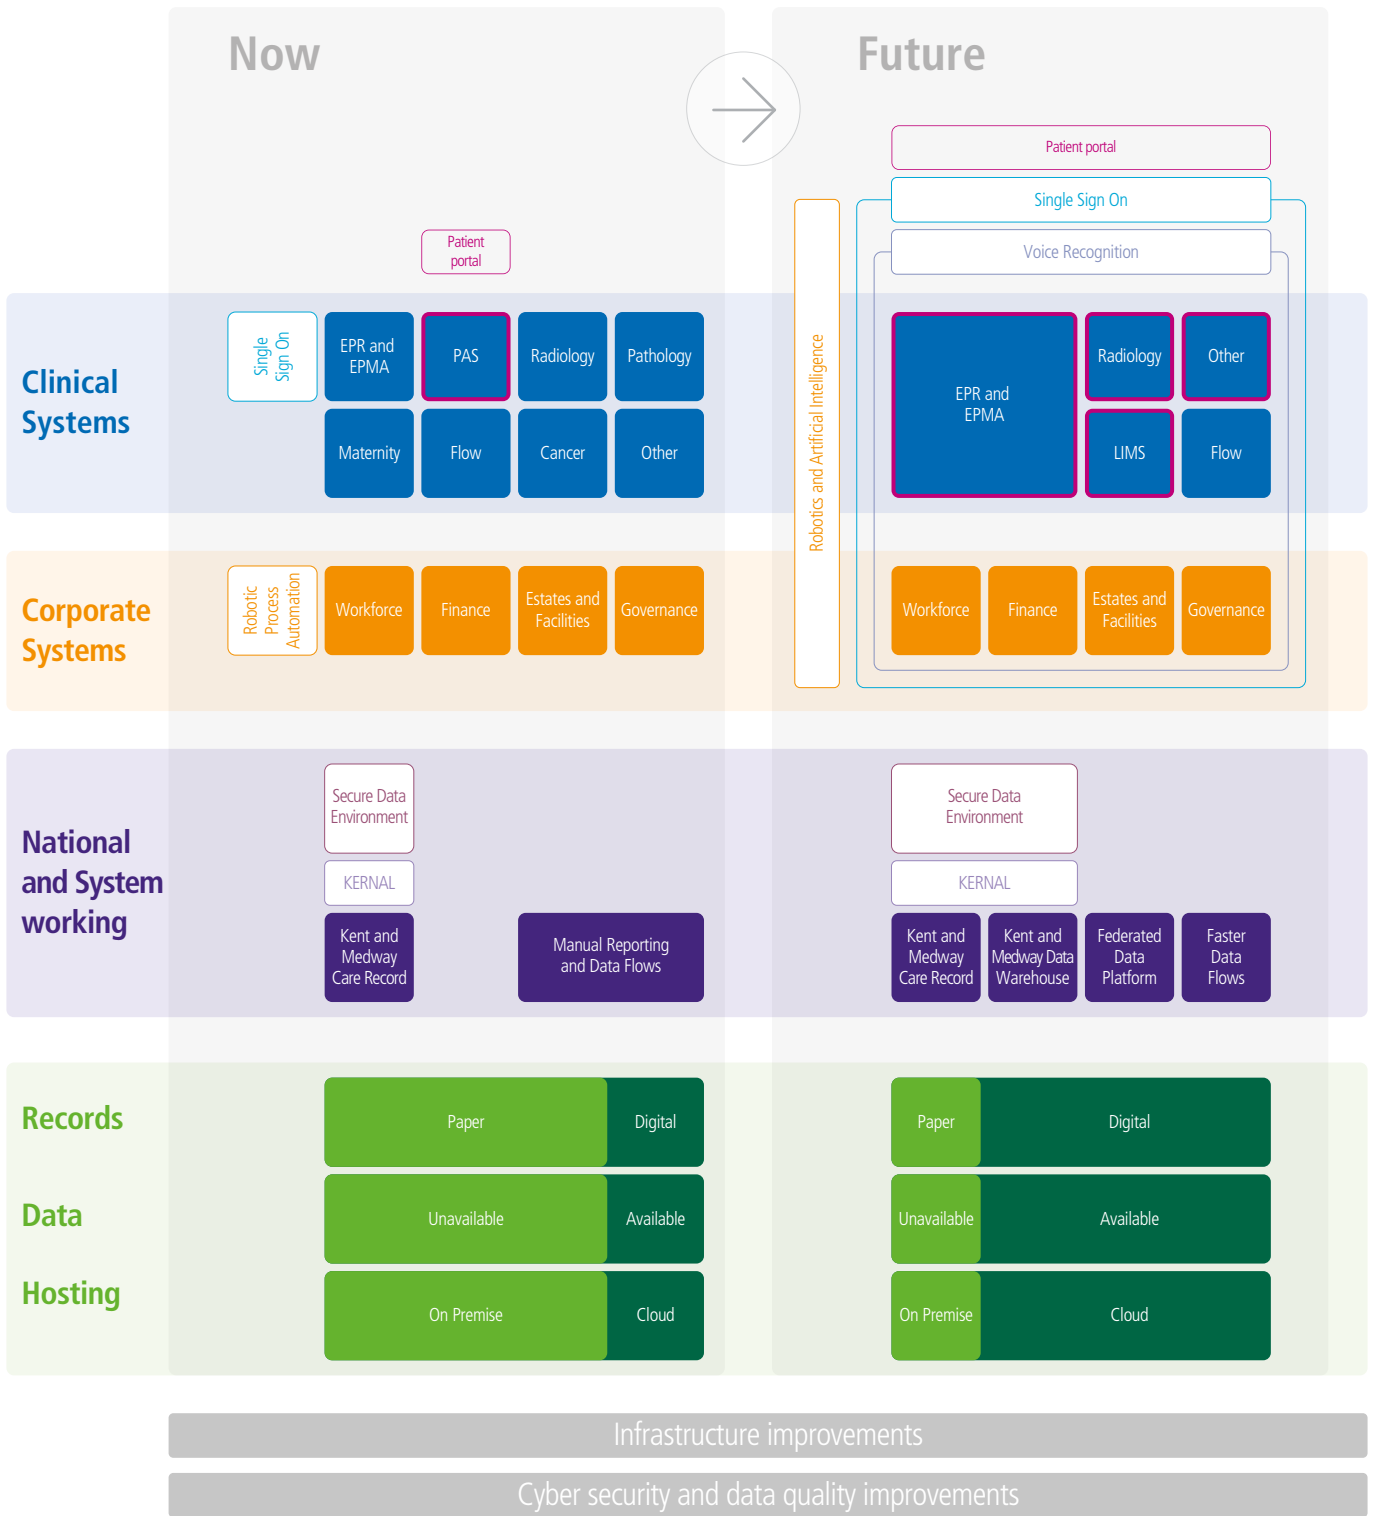 Now
Future
Patient portal
Single Sign On
Voice Recognition
Patient
portal
Robotics and Artificial Intelligence
Clinical
Systems
Single
Sign On
EPR and
EPMA
PAS
Radiology
Pathology
Maternity
Flow
Cancer
Other
EPR and
EPMA
Radiology
Other
LIMS
Flow
Corporate
Systems
Robotic
Process
Automation
Workforce
Finance
Estates and
Facilities
Governance
Workforce
Finance
Estates and
Facilities
Governance
National
and System
working
Secure Data
Environment
KERNAL
Kent and
Medway
Care Record
Manual Reporting
and Data Flows
Secure Data
Environment
KERNAL
Kent and
Medway
Care Record
Kent and
Medway Data
Warehouse
Federated
Data
Platform
Faster
Data
Flows
Records
Paper
Digital
Paper
Digital
Data
Unavailable
Available
Unavailable
Available
Hosting
On Premise
Cloud
On Premise
Cloud
Infrastructure improvements
Cyber security and data quality improvements